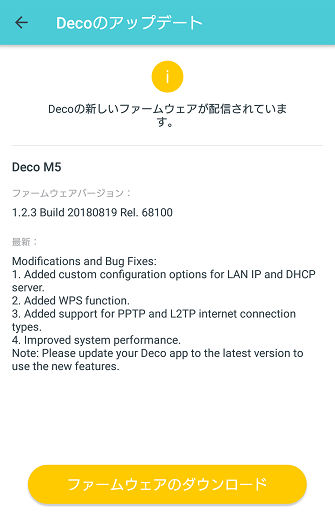 Decoのアップデート
Decoの新しいファームウェアが配信されていま
す。
Deco M5
ファームウェアバージョン：
1.2.3 Build 20180819 Rel. 68100
最新：
Modifications and Bug Fixes:
1. Added custom configuration options for LAN IP and DHCP
server.
2. Added WPS function.
3. Added support for PPTP and L2TP internet connection
types.
4. Improved system performance.
Note: Please update your Deco app to the latest version to
use the new features.
ファームウェアのダウンロード